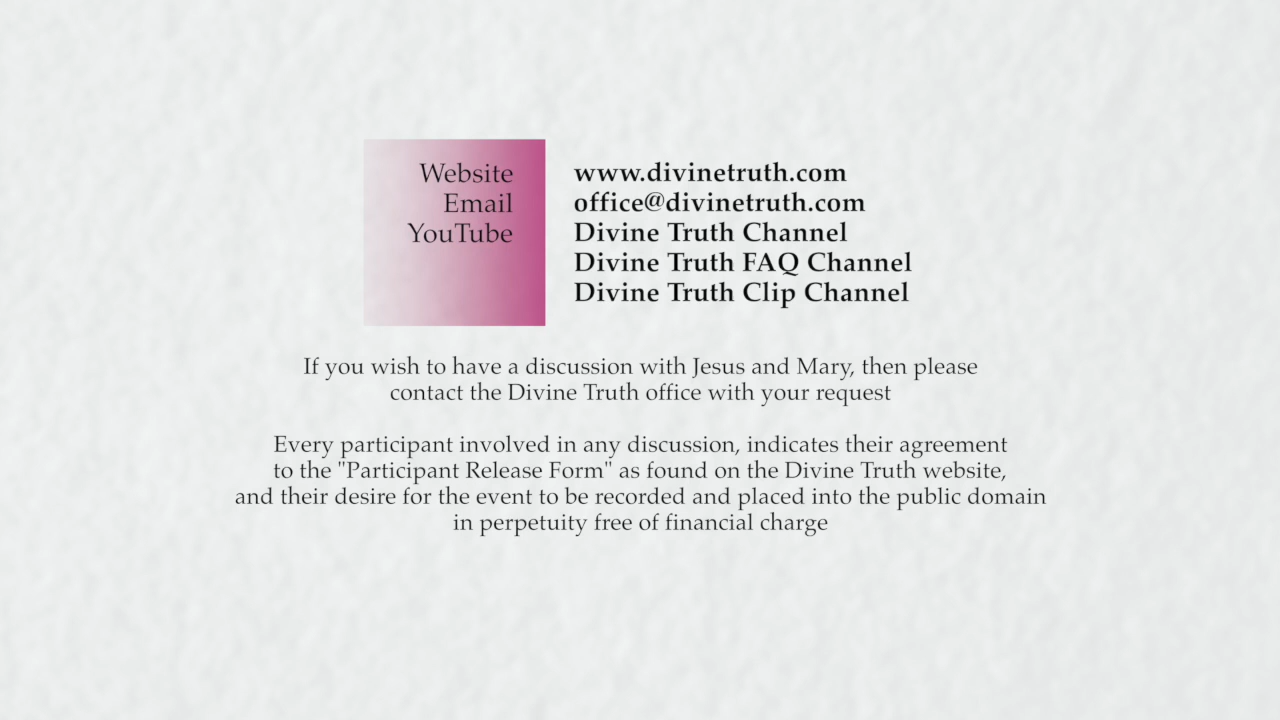 Website www.divinetruth.com
Email office@divinetruth.com
YouTube Divine Truth Channel
Divine Truth FAQ Channel
Divine Truth Clip Channel
If you wish to have a discussion with Jesus and Mary, then please
contact the Divine Truth office with your request
Every participant involved in any discussion, indicates their agreement
to the "Participant Release Form" as found on the Divine Truth website,
and their desire for the event to be recorded and placed into the public domain
in perpetuity free of financial charge